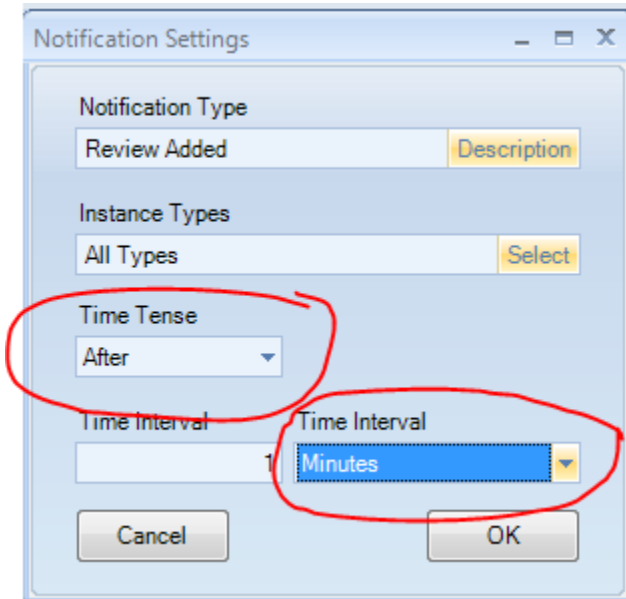 Notification Settings
Notification Type
Review Added Description
Instance Types
All Types Select
Time Tense
After
Time Interval Time Interval
1 Minutes
Cancel OK